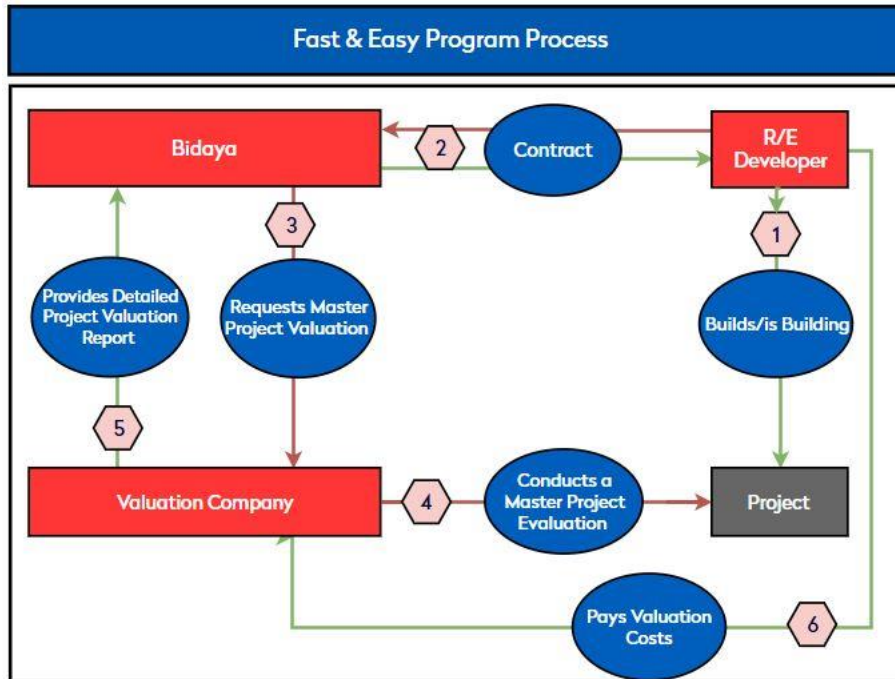 Fast & Easy Program Process
Bidaya
2
Contract
R/E
Developer
3
1
Provides Detailed
Project Valuation
Report
Requests Master
Project Valuation
Builds/is Building
5
Valuation Company
4
Conducts a
Master Project
Evaluation
Project
Pays Valuation
Costs
6